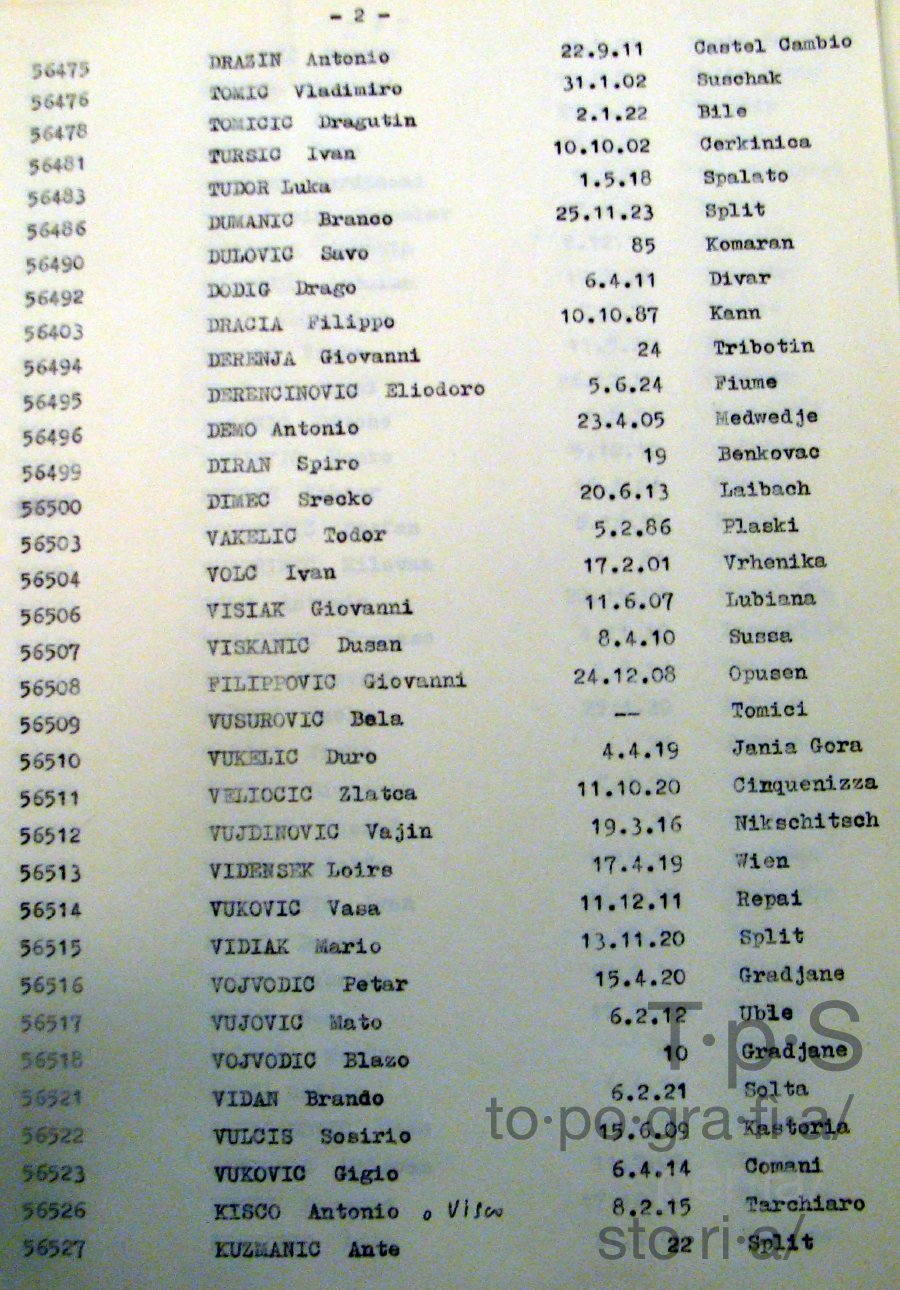 - 2 -
56475 DRAZIN Antonio 22.9.11 Castel Cambio
56476 TOMIC Vladimiro 31.1.02 Suschak
56478 TOMICIC Dragutin 2.1.22 Bile
56481 TURSIC Ivan 10.10.02 Cerkinica
56483 TUDOR Luka 1.5.18 Spalato
56486 DUMANIC Branco 25.11.23 Split
56490 DULOVIC Savo 85 Komaran
56492 DODIG Drago 6.4.11 Divar
56403 DRACIA Filippo 10.10.87 Kann
56494 DERENJA Giovanni 24 Tribotin
56495 DERENCINOVIC Eliodoro 5.6.24 Fiume
56496 DEMO Antonio 23.4.05 Medwedje
56499 DIRAN Spiro 19 Benkovac
56500 DIMEC Srecko 20.6.13 Laibach
56503 VAKELIC Todor 5.2.86 Plaski
56504 VOLC Ivan 17.2.01 Vrhenika
56506 VISIAK Giovanni 11.6.07 Lubiana
56507 VISKANIC Dusan 8.4.10 Sussa
56508 FILIPPOVIC Giovanni 24.12.08 Opusen
56509 VUSUROVIC Bela -- Tomici
56510 VUKELIC Duro 4.4.19 Jania Gora
56511 VELIOCIC Zlatca 11.10.20 Cinquenizza
56512 VUJDINOVIC Vajin 19.3.16 Nikschitsch
56513 VIDENSEK Loire 17.4.19 Wien
56514 VUKOVIC Vasa 11.12.11 Repai
56515 VIDIAK Mario 13.11.20 Split
56516 VOJVODIC Petar 15.4.20 Gradjane
56517 VUJOVIC Mato 6.2.12 Uble
56518 VOJVODIC Blazo 10 Gradjane
56521 VIDAN Brando 6.2.21 Solta
56522 VULCIS Sosirio 15.6.09 Kastoria
56523 VUKOVIC Gigio 6.4.14 Comani
56526 KISCO Antonio o Visco 8.2.15 Tarchiaro
56527 KUZMANIC Ante 22 Split
T·p·S
to·po·gra·fi·a/
sto·ri·a/